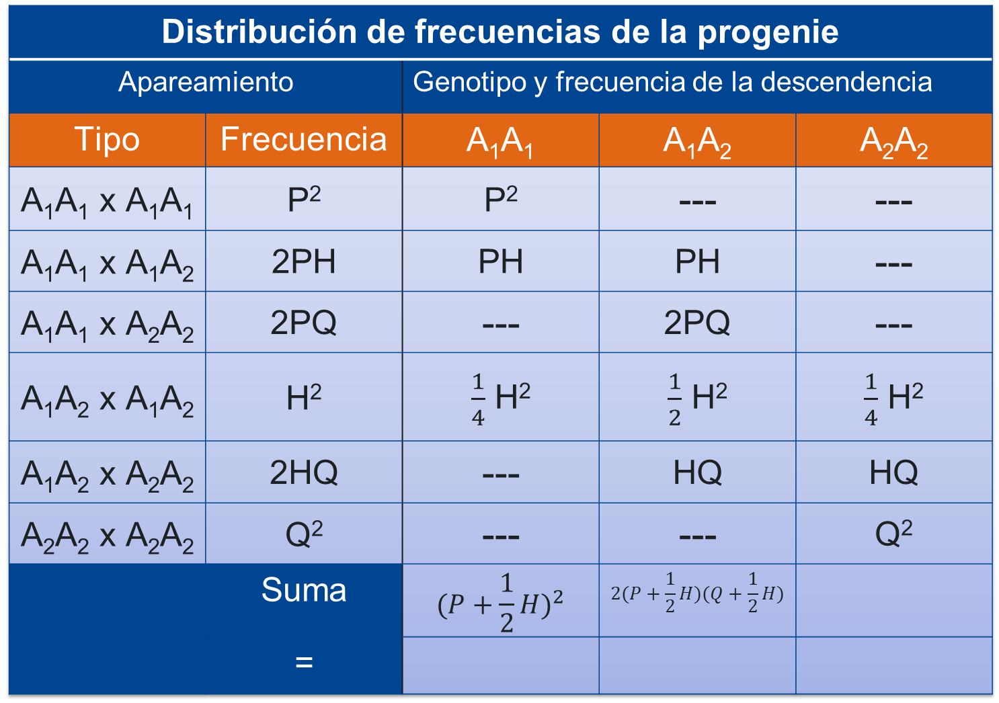 Distribución de frecuencias de la progenie
Apareamiento Genotipo y frecuencia de la descendencia
Tipo Frecuencia A₁A₁ A₁A₂ A₂A₂
A₁A₁ x A₁A₁ P² P² --- ---
A₁A₁ x A₁A₂ 2PH PH PH ---
A₁A₁ x A₂A₂ 2PQ --- 2PQ ---
A₁A₂ x A₁A₂ H² 1/4 H² 1/2 H² 1/4 H²
A₁A₂ x A₂A₂ 2HQ --- HQ HQ
A₂A₂ x A₂A₂ Q² --- --- Q²
Suma (P + 1/2 H)² 2(P + 1/2 H)(Q + 1/2 H)
=